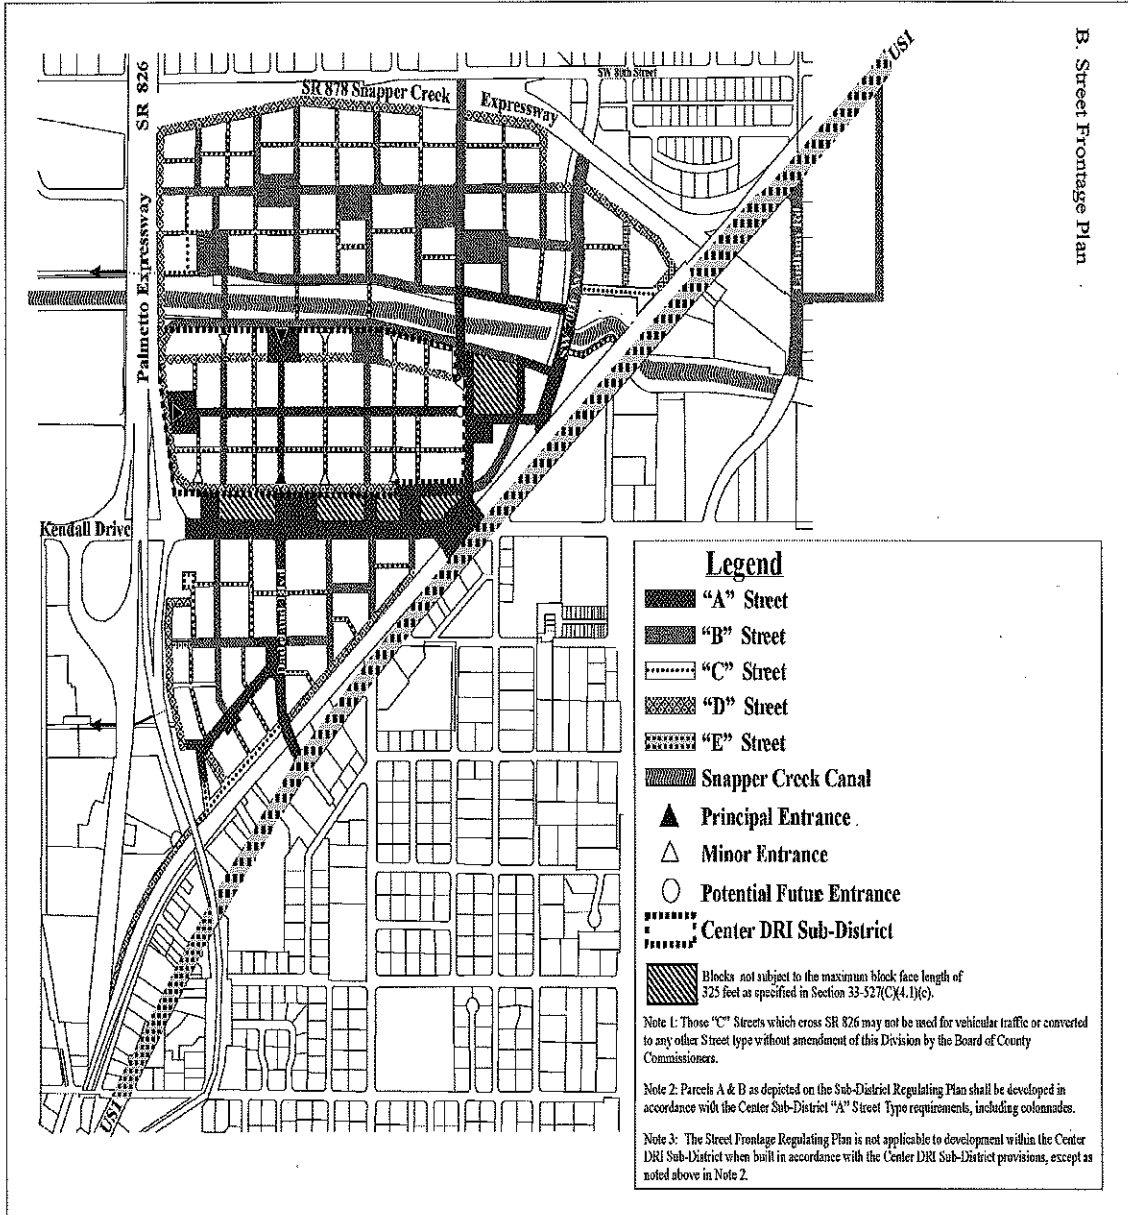 B. Street Frontage Plan
US1
SW 80th Street
SR 878 Snapper Creek
Expressway
SR 826
Palmetto Expressway
Kendall Drive
US1
Legend
"A" Street
"B" Street
"C" Street
"D" Street
"E" Street
Snapper Creek Canal
Principal Entrance
Minor Entrance
Potential Future Entrance
Center DRI Sub-District
Blocks not subject to the maximum block face length of
325 feet as specified in Section 33-527(C)(4.1)(c).
Note 1: Those "C" Streets which cross SR 826 may not be used for vehicular traffic or converted
to any other Street type without amendment of this Division by the Board of County
Commissioners.
Note 2: Parcels A & B as depicted on the Sub-District Regulating Plan shall be developed in
accordance with the Center Sub-District "A" Street Type requirements, including colonnades.
Note 3: The Street Frontage Regulating Plan is not applicable to development within the Center
DRI Sub-District when built in accordance with the Center DRI Sub-District provisions, except as
noted above in Note 2.